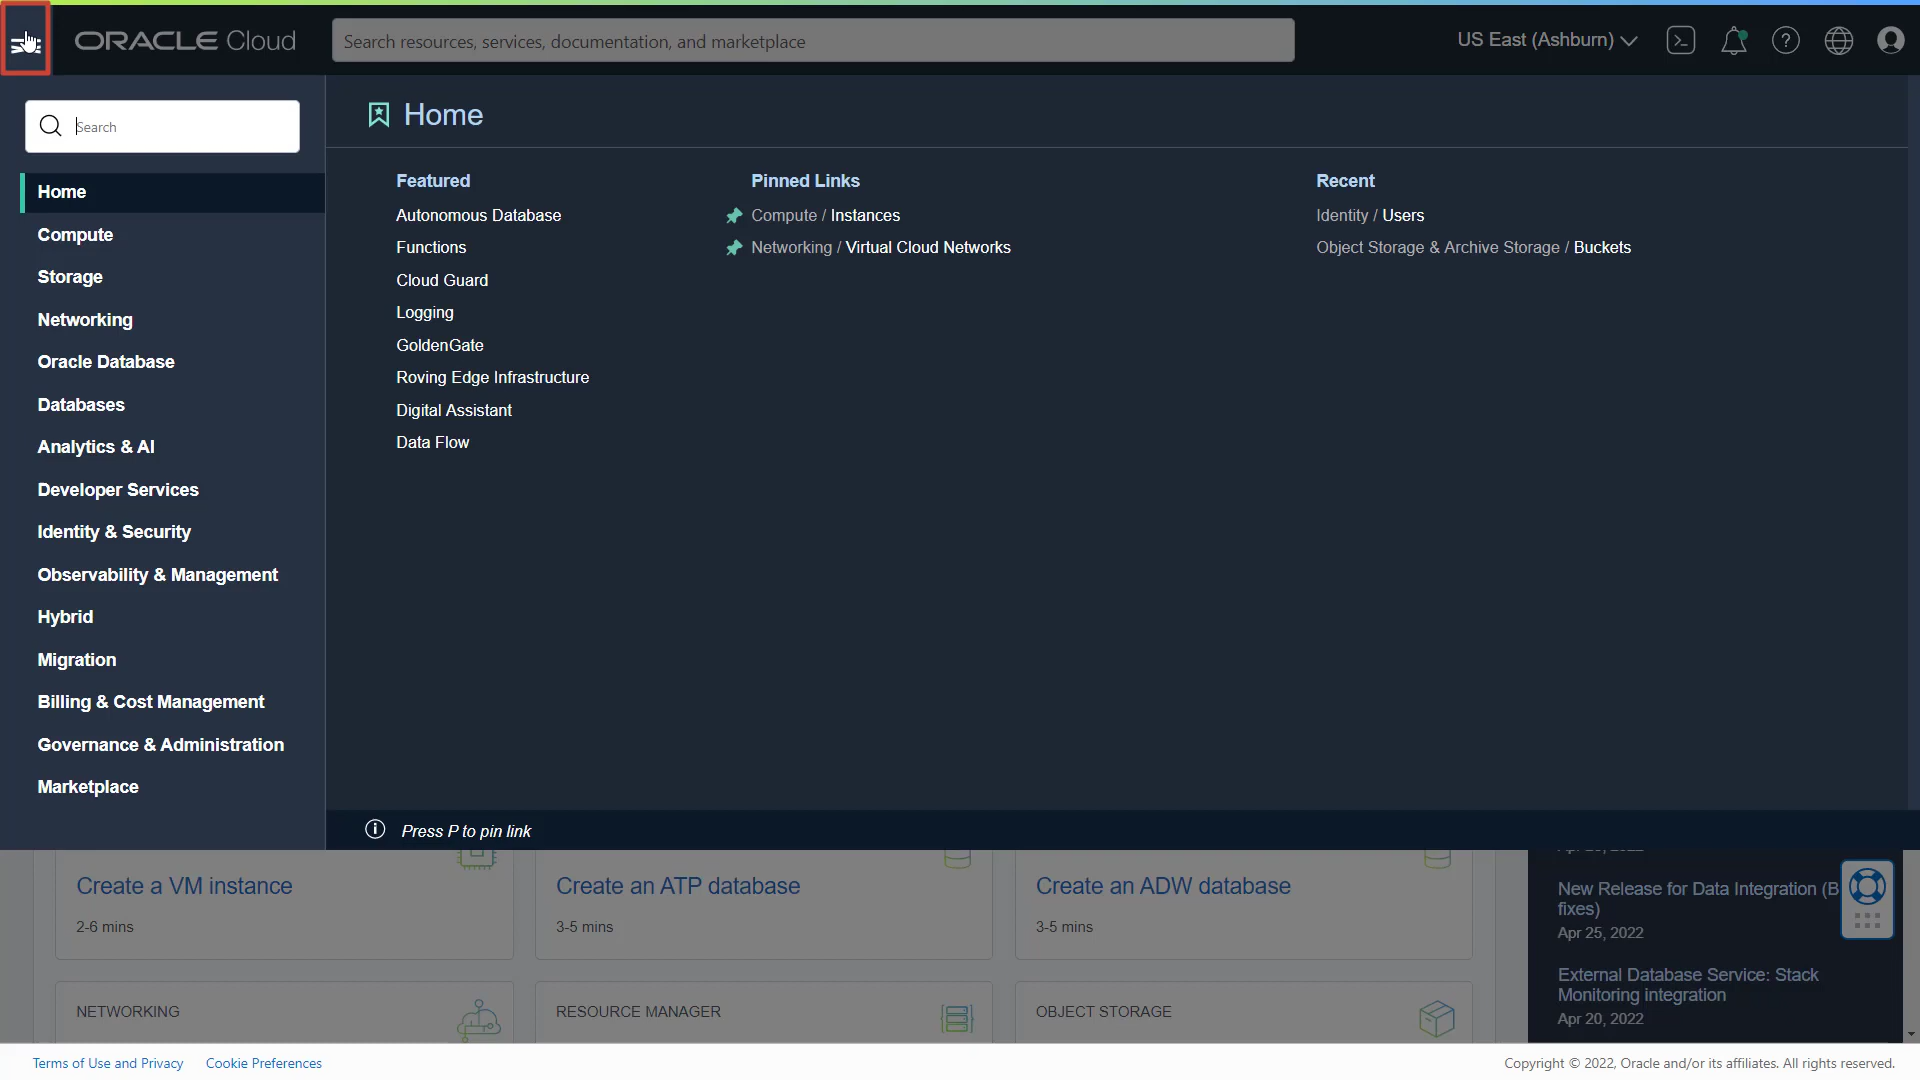 ORACLE Cloud
Search resources, services, documentation, and marketplace
US East (Ashburn)
Search
Home
Compute
Storage
Networking
Oracle Database
Databases
Analytics & AI
Developer Services
Identity & Security
Observability & Management
Hybrid
Migration
Billing & Cost Management
Governance & Administration
Marketplace
Home
Featured
Autonomous Database
Functions
Cloud Guard
Logging
GoldenGate
Roving Edge Infrastructure
Digital Assistant
Data Flow
Pinned Links
Compute / Instances
Networking / Virtual Cloud Networks
Recent
Identity / Users
Object Storage & Archive Storage / Buckets
Press P to pin link
Create a VM instance
2-6 mins
Create an ATP database
3-5 mins
Create an ADW database
3-5 mins
NETWORKING
RESOURCE MANAGER
OBJECT STORAGE
New Release for Data Integration (B
fixes)
Apr 25, 2022
External Database Service: Stack
Monitoring integration
Apr 20, 2022
Terms of Use and Privacy
Cookie Preferences
Copyright © 2022, Oracle and/or its affiliates. All rights reserved.